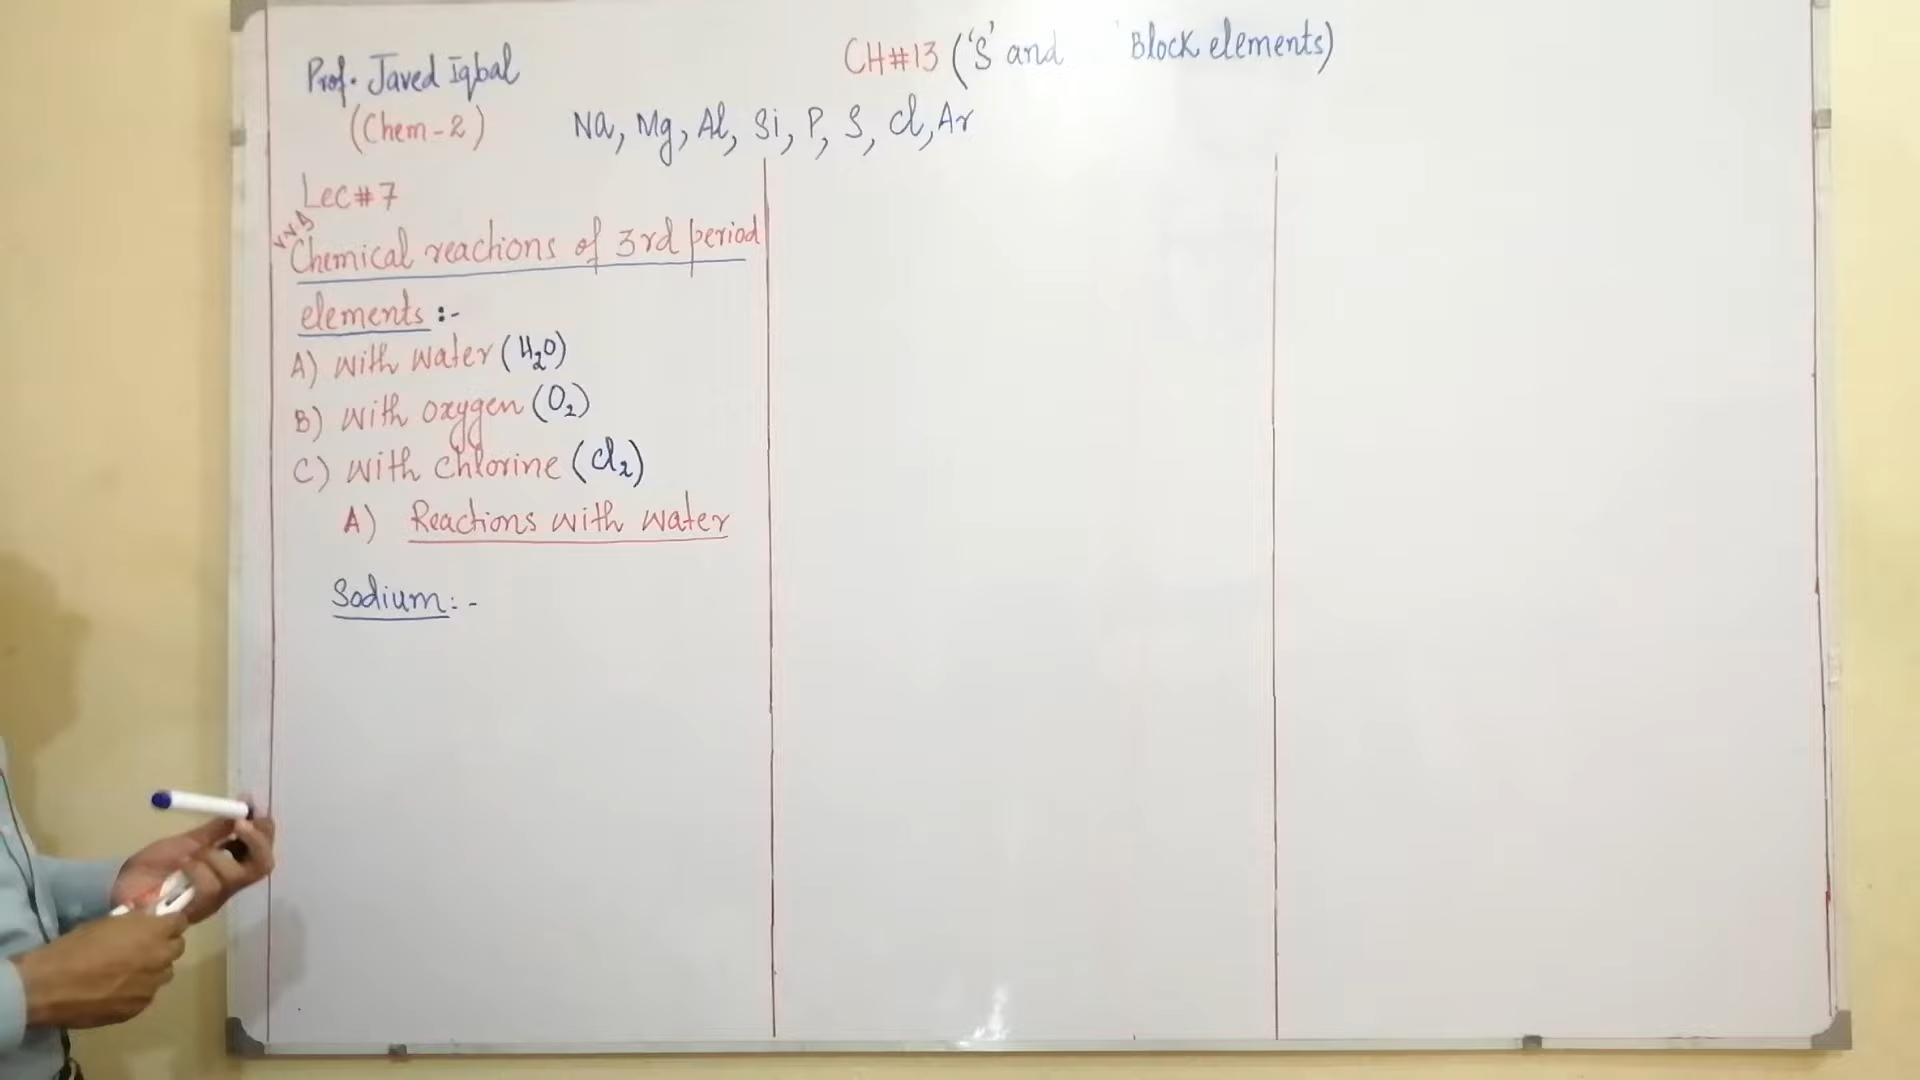 Prof. Javed Iqbal
(Chem-2)
CH#13 ('S' and Block elements)
Na, Mg, Al, Si, P, S, Cl, Ar
Lec#7
Chemical reactions of 3rd period
elements:-
A) with water (H₂O)
B) with oxygen (O₂)
C) with chlorine (Cl₂)
A) Reactions with water
Sodium:-